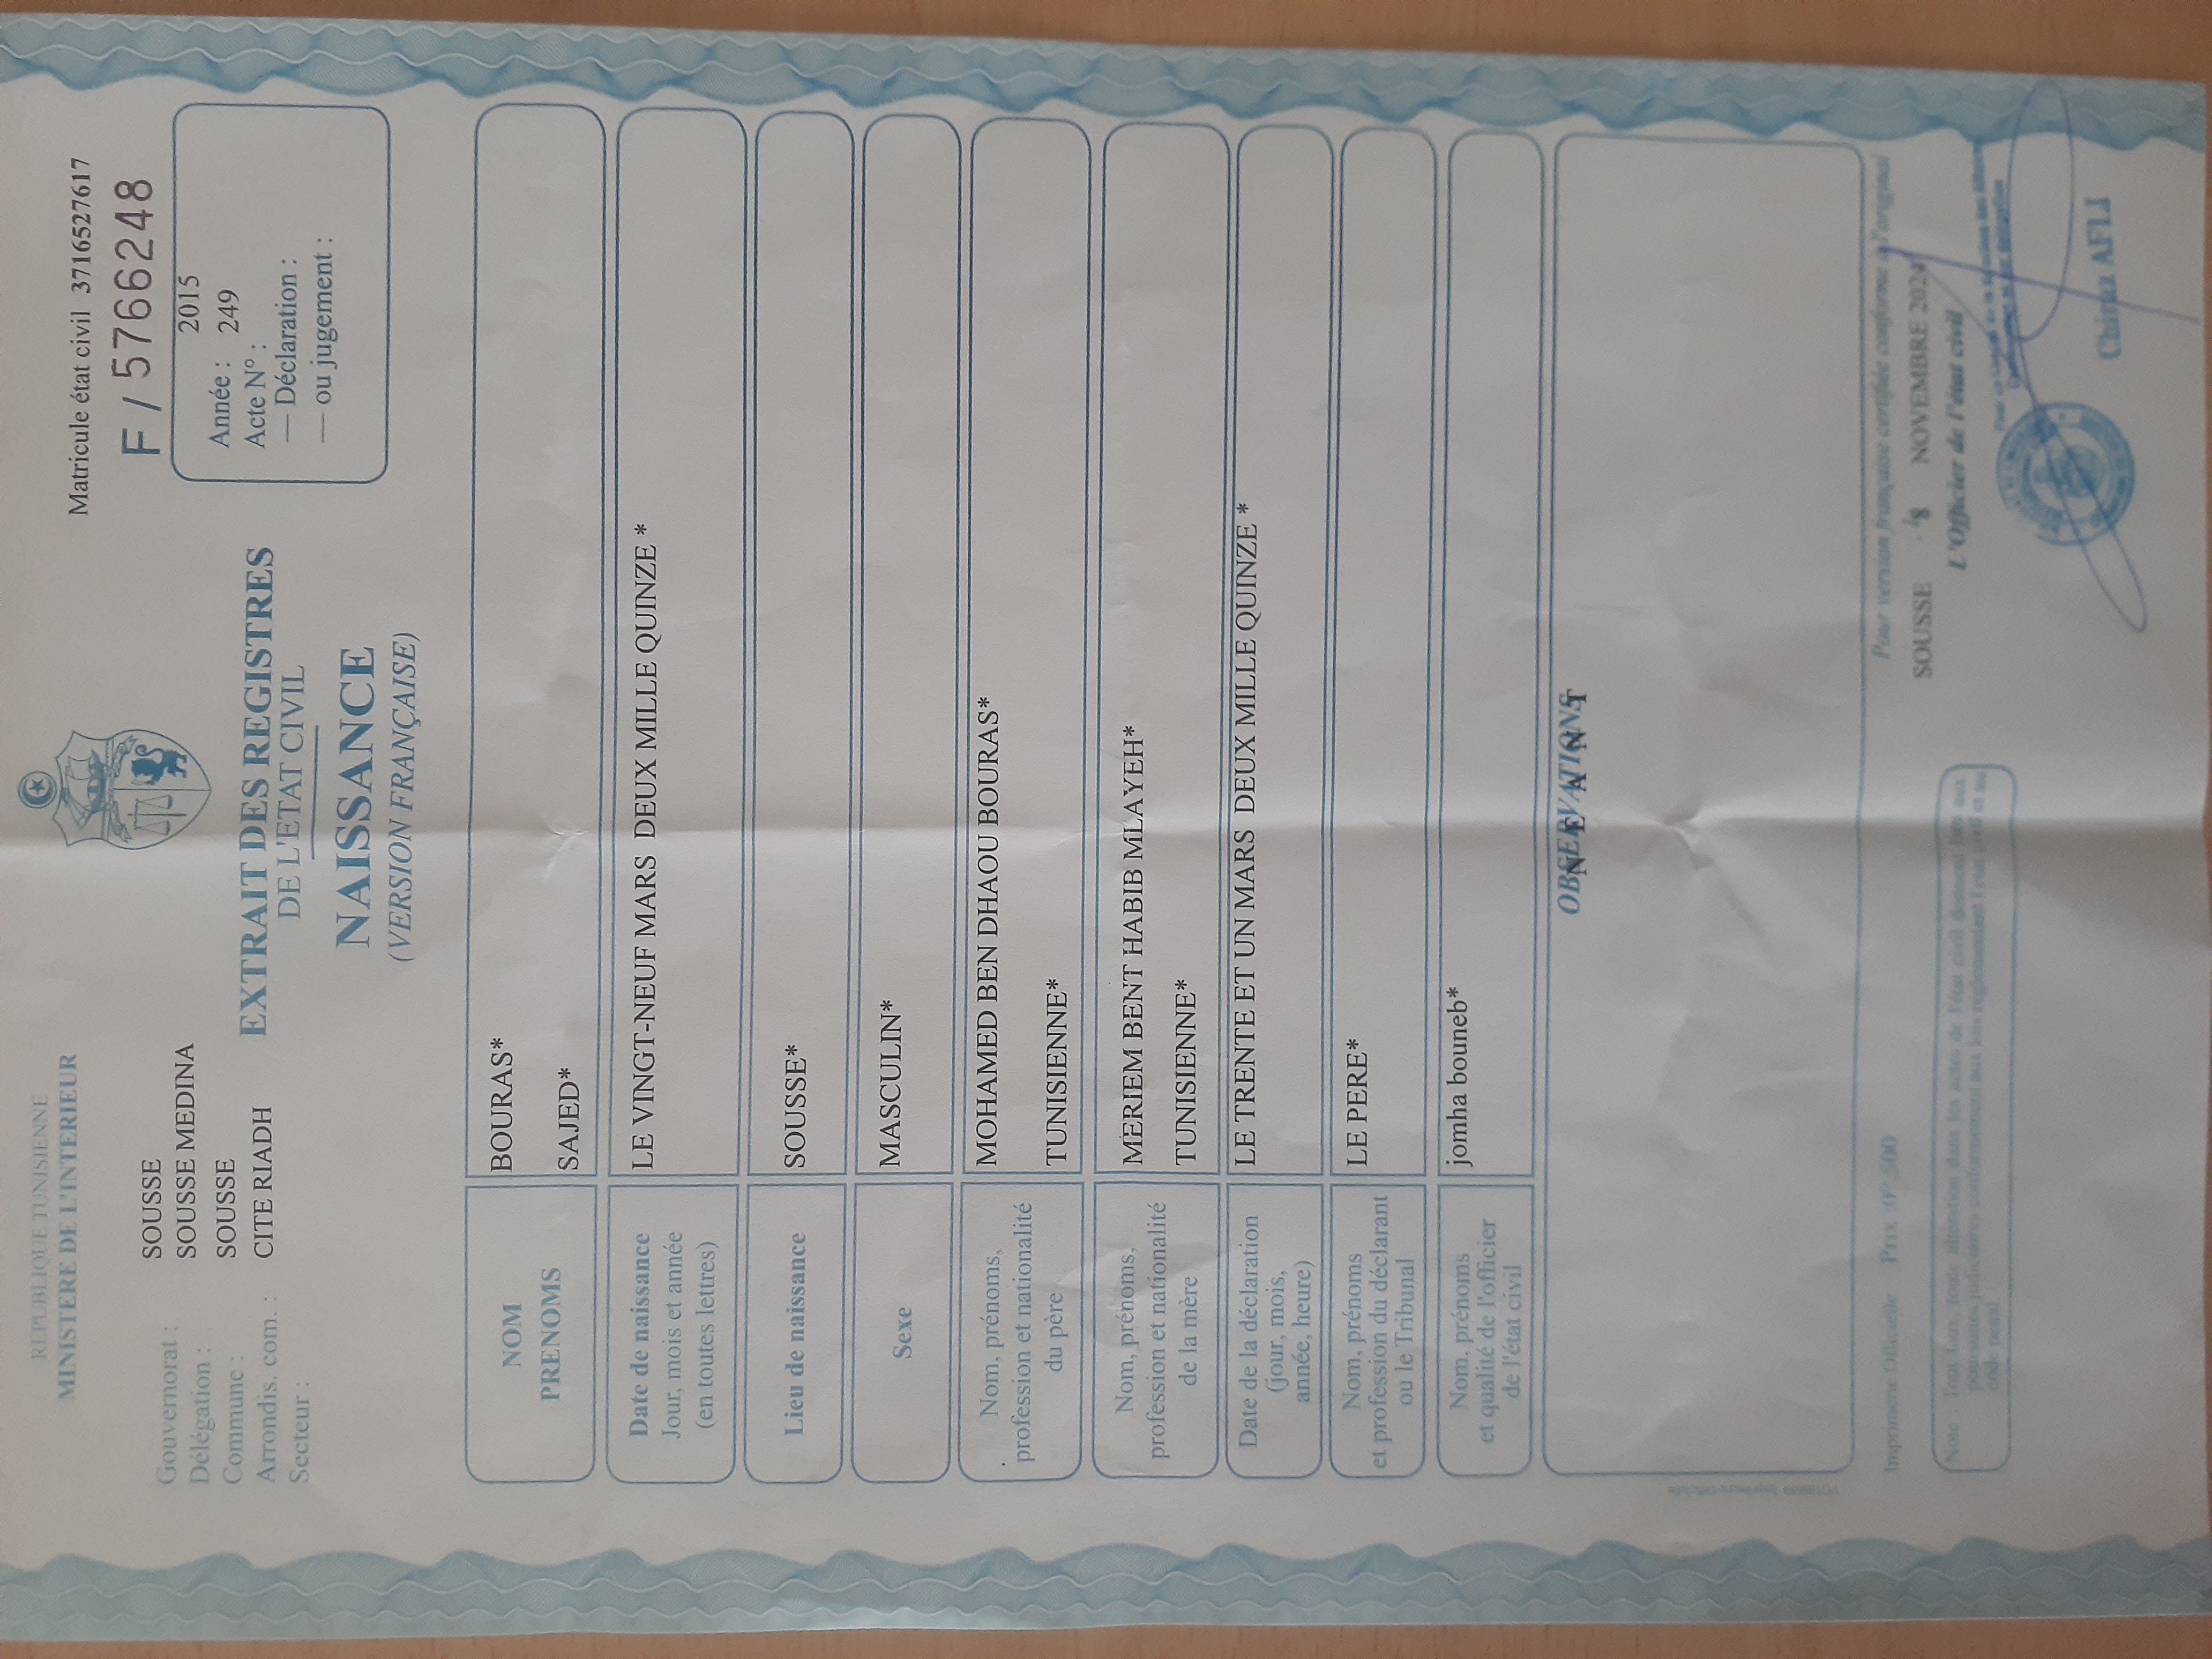 REPUBLIQUE TUNISIENNE
MINISTERE DE L'INTERIEUR
Matricule état civil 3716527617
F / 5766248
Gouvernorat : SOUSSE
Délégation : SOUSSE MEDINA
Commune : SOUSSE
Arrondis. com. : CITE RIADH
Secteur :
EXTRAIT DES REGISTRES
DE L'ETAT CIVIL
NAISSANCE
(VERSION FRANÇAISE)
2015
Année : 249
Acte N° :
— Déclaration :
— ou jugement :
NOM BOURAS*
PRENOMS SAJED*
Date de naissance
Jour, mois et année
(en toutes lettres)
LE VINGT-NEUF MARS DEUX MILLE QUINZE *
Lieu de naissance SOUSSE*
Sexe MASCULIN*
Nom, prénoms,
profession et nationalité
du père
MOHAMED BEN DHAOU BOURAS*
TUNISIENNE*
Nom, prénoms,
profession et nationalité
de la mère
MERIEM BENT HABIB MLAYEH*
TUNISIENNE*
Date de la déclaration
(jour, mois,
année, heure)
LE TRENTE ET UN MARS DEUX MILLE QUINZE *
Nom, prénoms
et profession du déclarant
ou le Tribunal
LE PERE*
Nom, prénoms
et qualité de l'officier
de l'état civil
jomha bouneb*
OBSERVATIONS
N E A N T
Pour version française certifiée conforme à l'original
SOUSSE 8 NOVEMBRE 2024
L'Officier de l'état civil
Chiraz AFLI
Imprimerie Officielle Prix